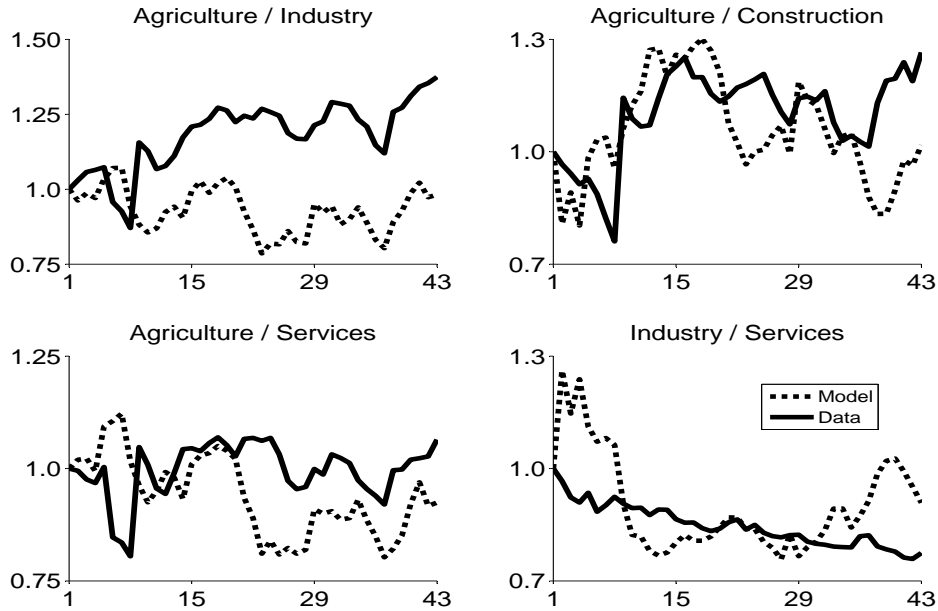 Agriculture / Industry
1.50
1.25
1.0
0.75
1 15 29 43
Agriculture / Construction
1.3
1.0
0.7
1 15 29 43
Agriculture / Services
1.25
1.0
0.75
1 15 29 43
Industry / Services
1.3
1.0
0.7
1 15 29 43
Model
Data